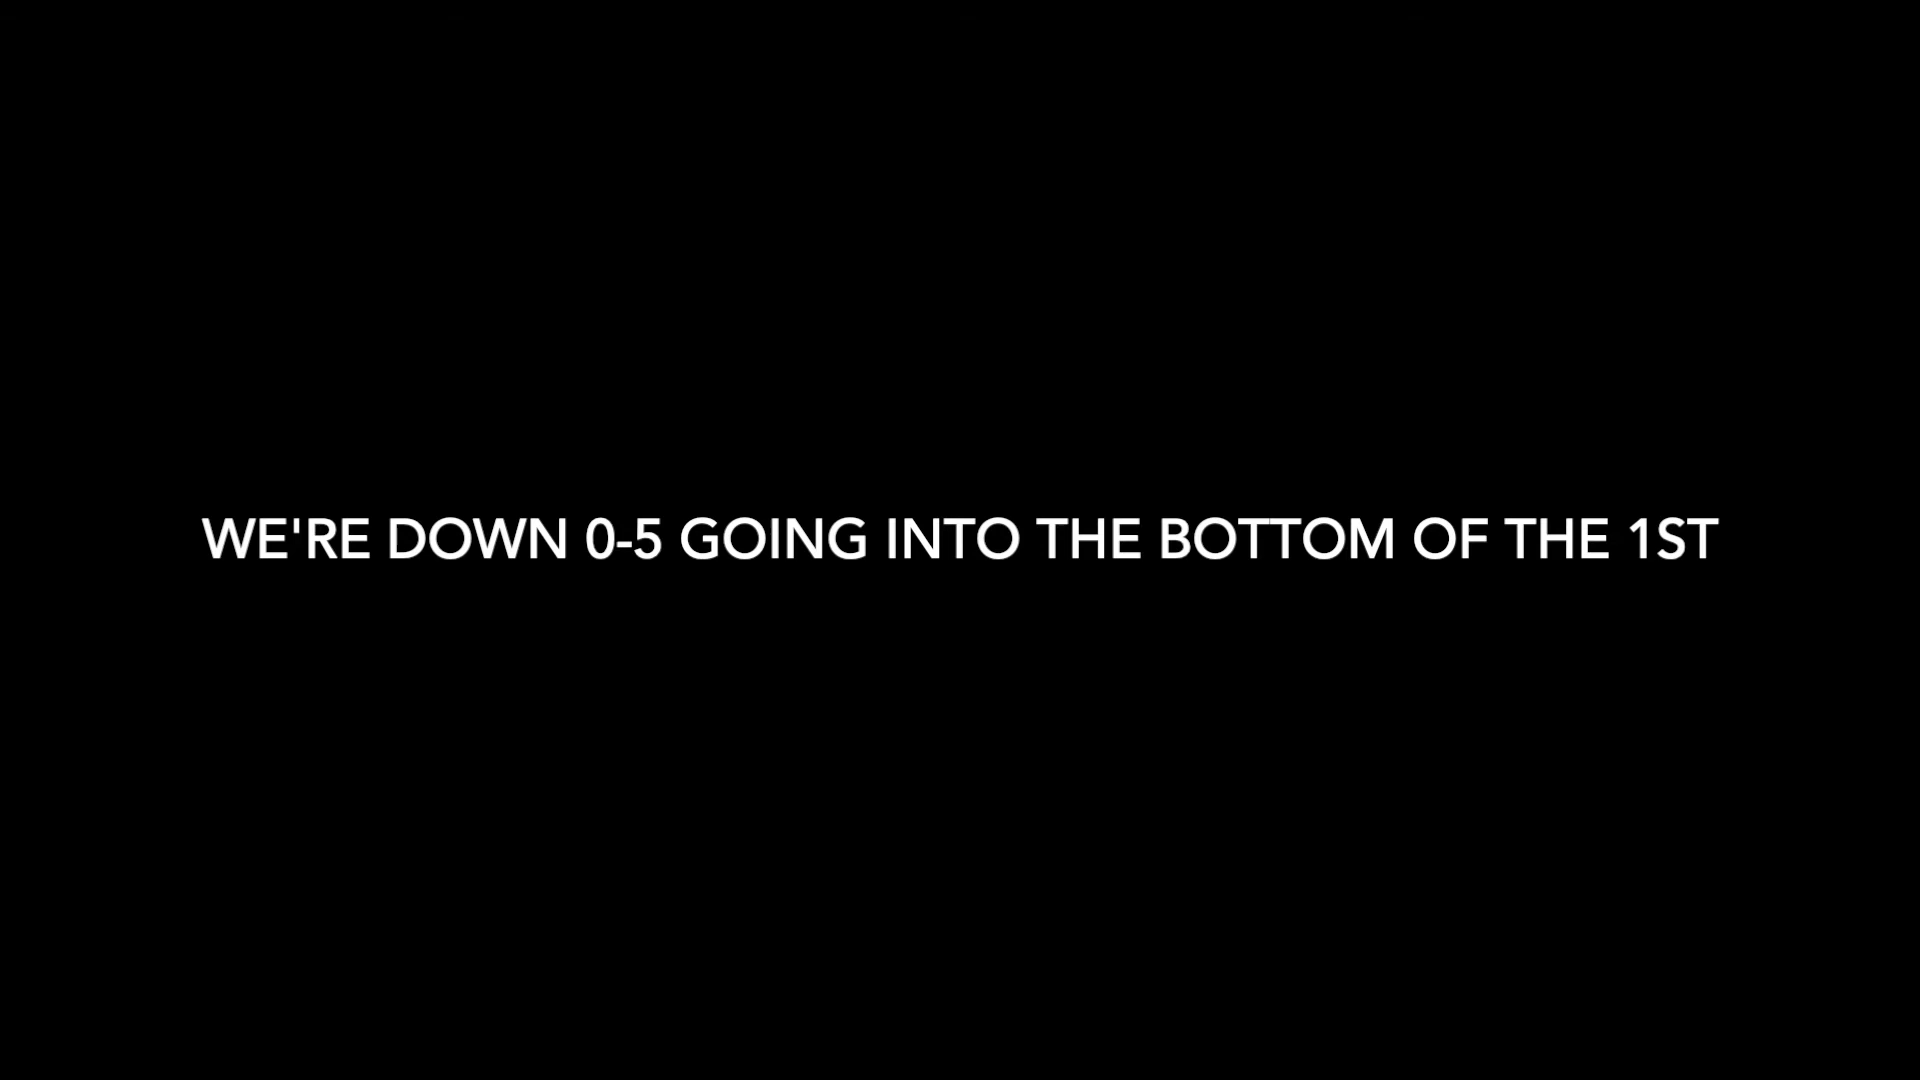 WE'RE DOWN 0-5 GOING INTO THE BOTTOM OF THE 1ST